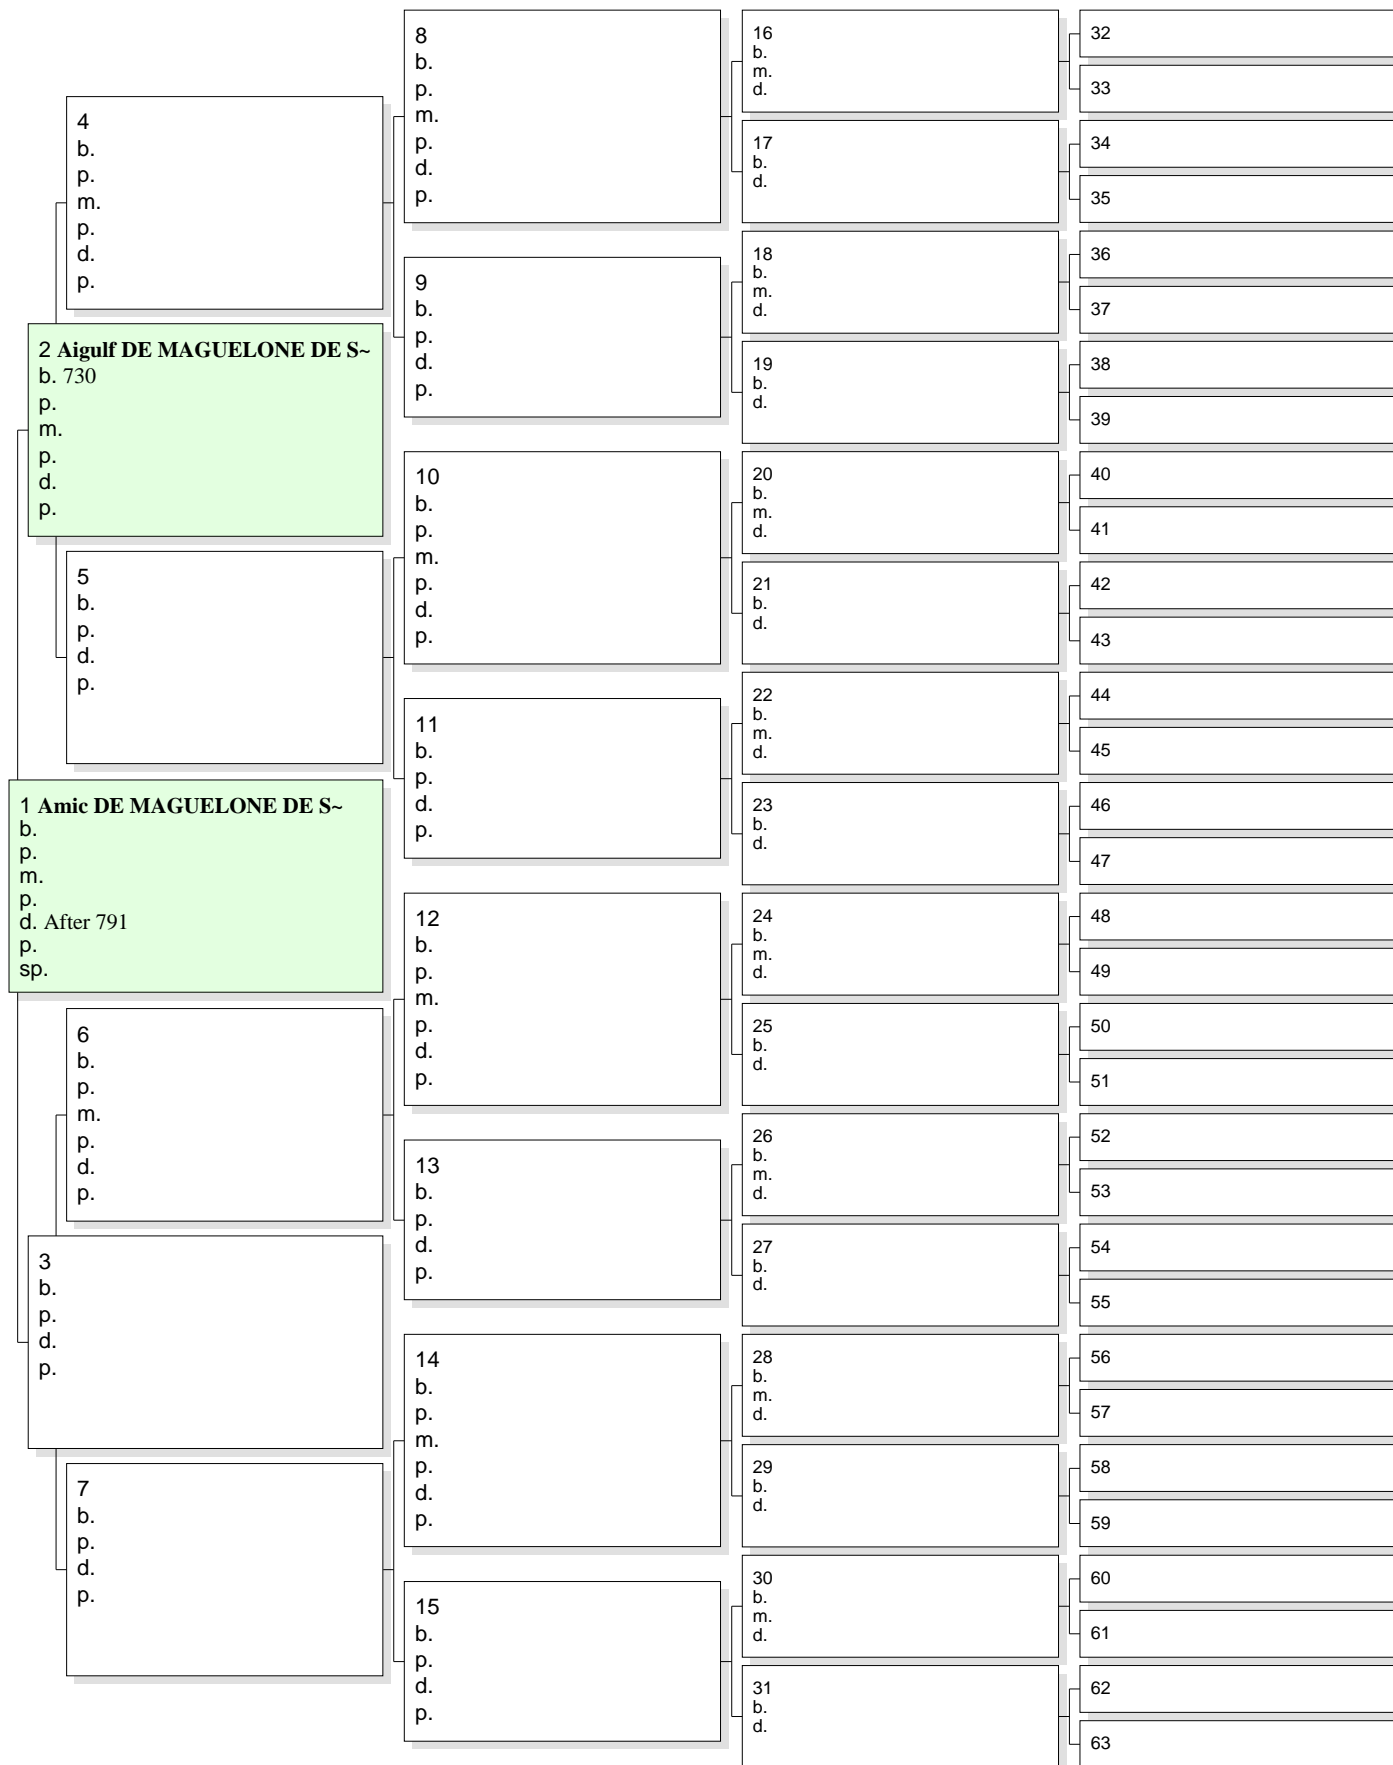 4
b.
p.
m.
p.
d.
p.
2 Aigulf DE MAGUELONE DE S~
b. 730
p.
m.
p.
d.
p.
5
b.
p.
d.
p.
1 Amic DE MAGUELONE DE S~
b.
p.
m.
p.
d. After 791
p.
sp.
6
b.
p.
m.
p.
d.
p.
3
b.
p.
d.
p.
7
b.
p.
d.
p.
8
b.
p.
m.
p.
d.
p.
9
b.
p.
d.
p.
10
b.
p.
m.
p.
d.
p.
11
b.
p.
d.
p.
12
b.
p.
m.
p.
d.
p.
13
b.
p.
d.
p.
14
b.
p.
m.
p.
d.
p.
15
b.
p.
d.
p.
16
b.
m.
d.
17
b.
d.
18
b.
m.
d.
19
b.
d.
20
b.
m.
d.
21
b.
d.
22
b.
m.
d.
23
b.
d.
24
b.
m.
d.
25
b.
d.
26
b.
m.
d.
27
b.
d.
28
b.
m.
d.
29
b.
d.
30
b.
m.
d.
31
b.
d.
32
33
34
35
36
37
38
39
40
41
42
43
44
45
46
47
48
49
50
51
52
53
54
55
56
57
58
59
60
61
62
63